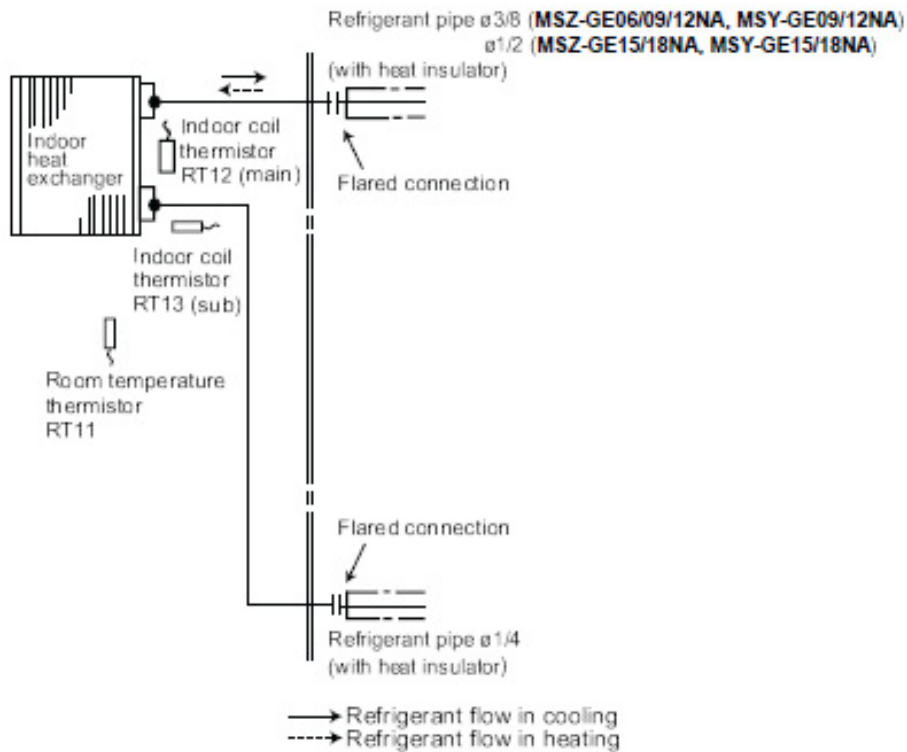 Refrigerant pipe ø3/8 (MSZ-GE06/09/12NA, MSY-GE09/12NA)
ø1/2 (MSZ-GE15/18NA, MSY-GE15/18NA)
(with heat insulator)
Indoor
heat
exchanger
Indoor coil
thermistor
RT12 (main)
Flared connection
Indoor coil
thermistor
RT13 (sub)
Room temperature
thermistor
RT11
Flared connection
Refrigerant pipe ø1/4
(with heat insulator)
Refrigerant flow in cooling
Refrigerant flow in heating